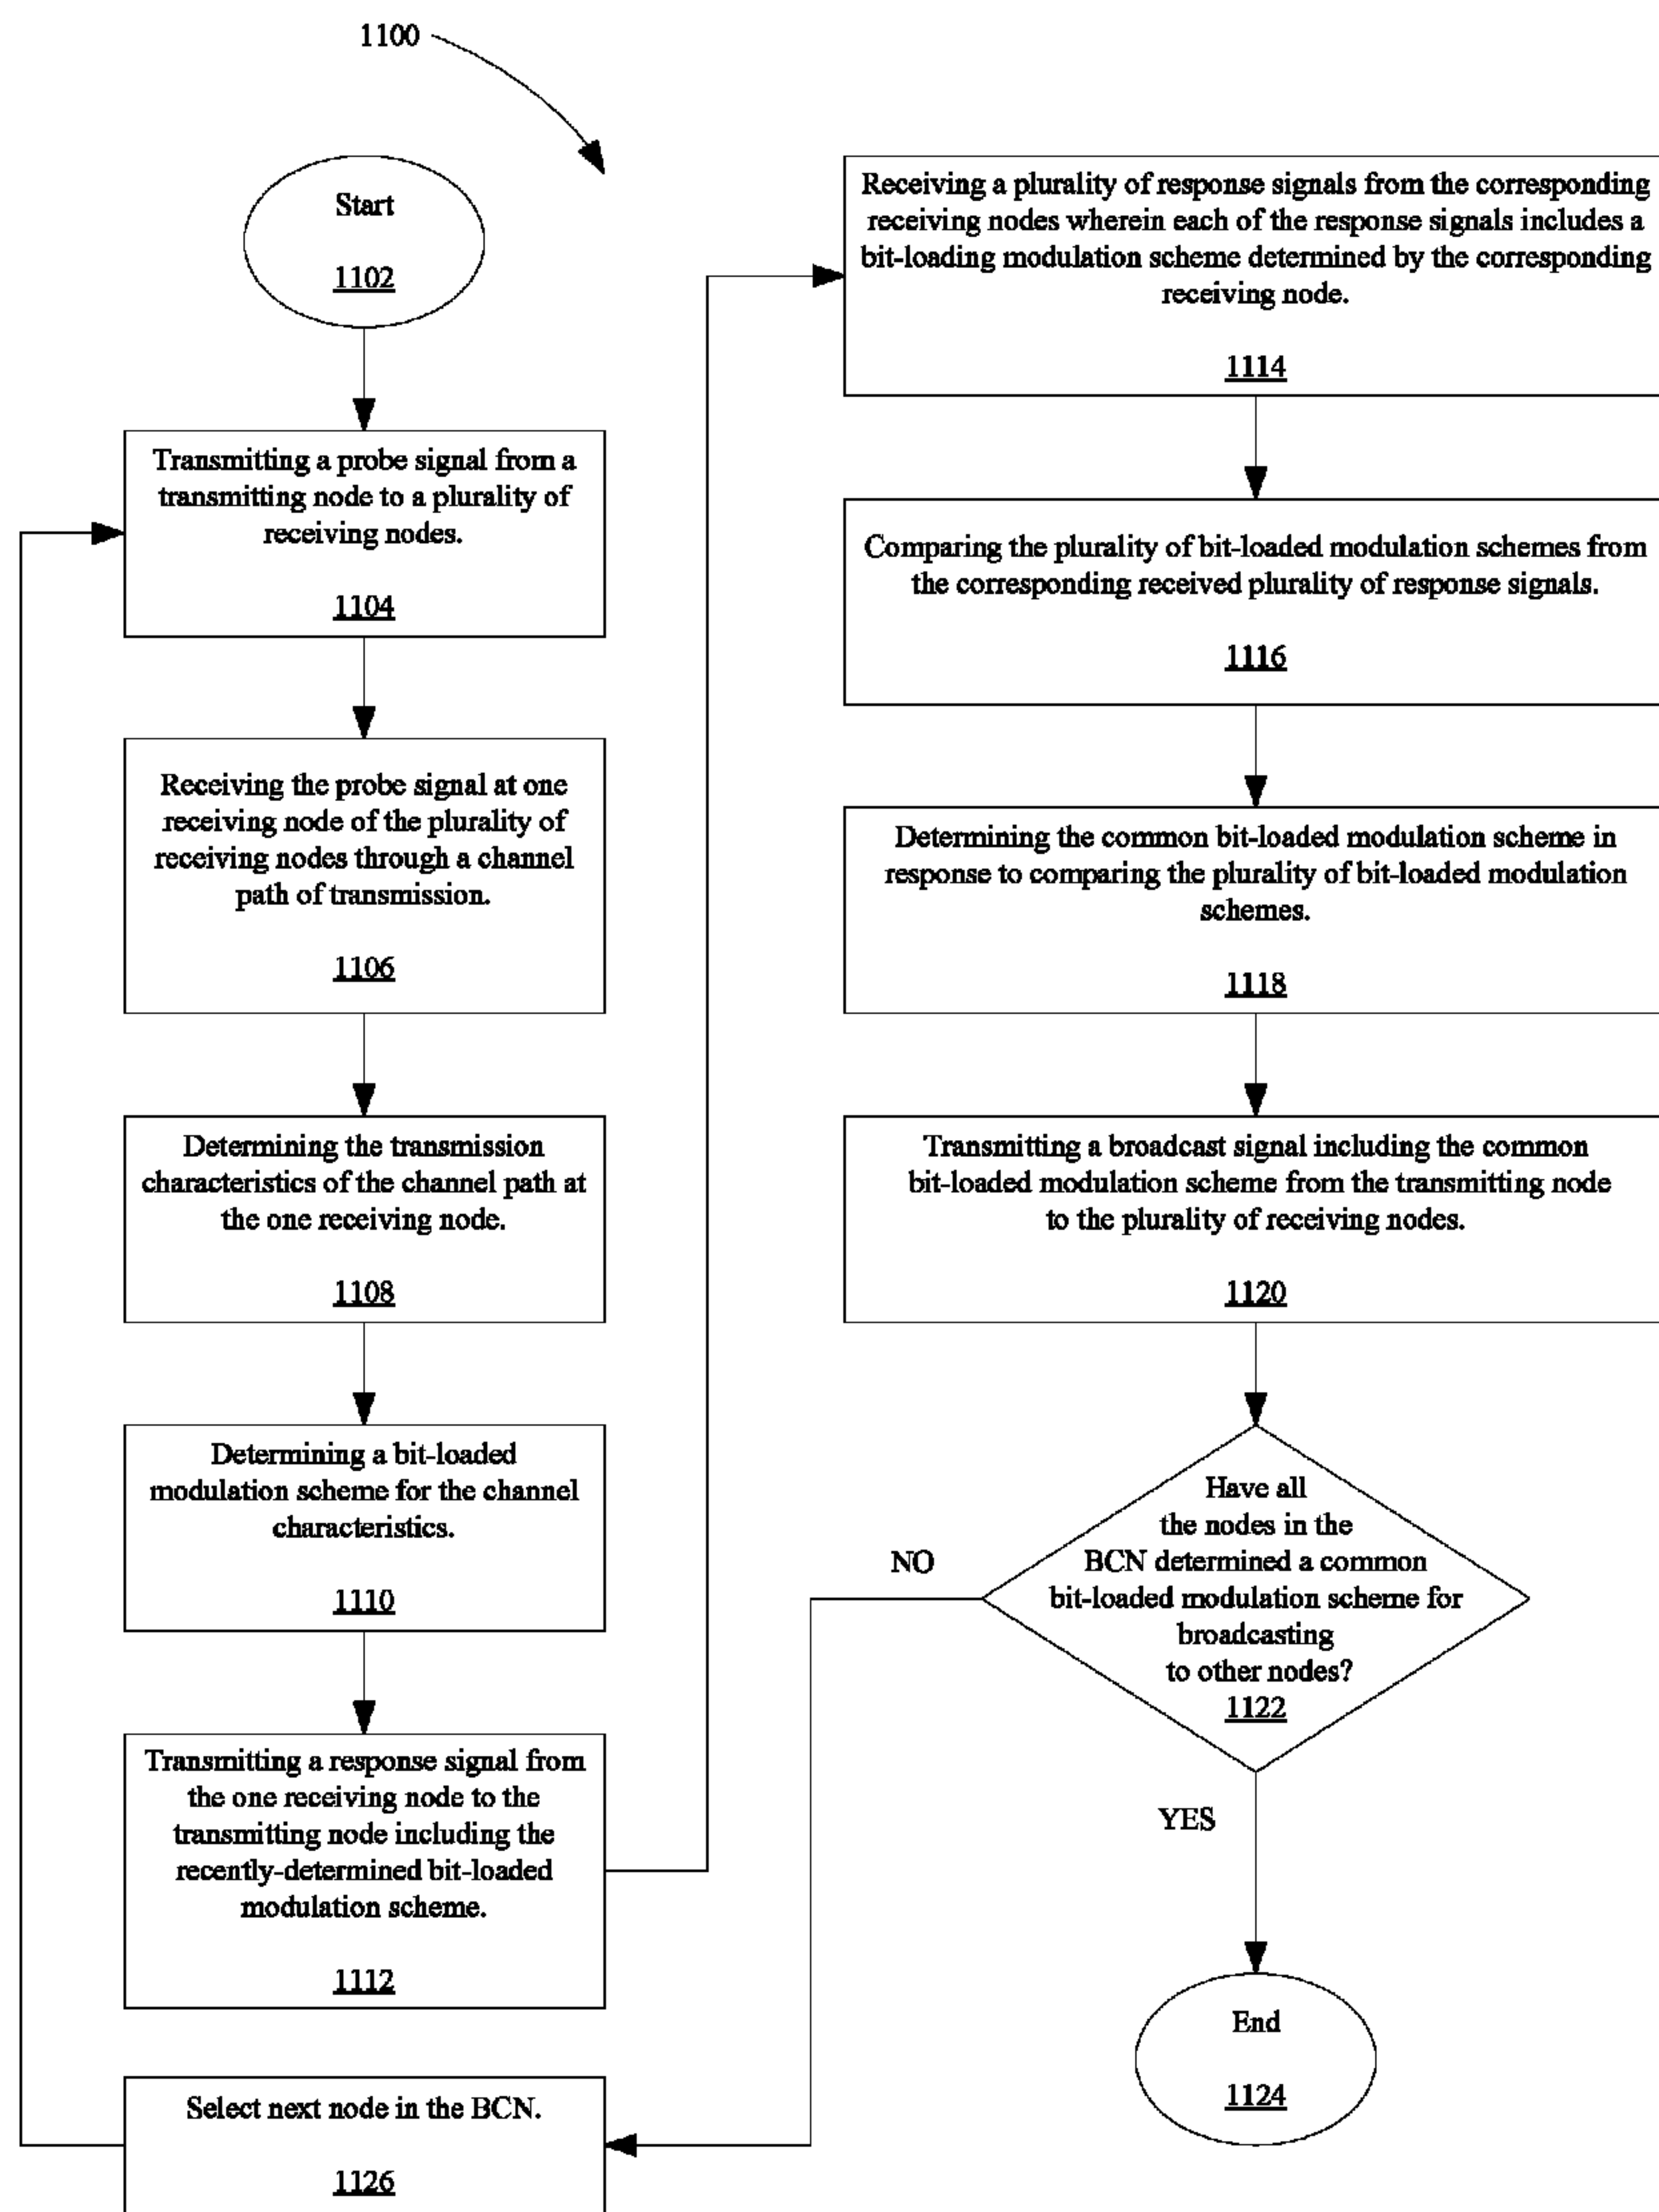 1100
Start
1102
Transmitting a probe signal from a
transmitting node to a plurality of
receiving nodes.
1104
Receiving the probe signal at one
receiving node of the plurality of
receiving nodes through a channel
path of transmission.
1106
Determining the transmission
characteristics of the channel path at
the one receiving node.
1108
Determining a bit-loaded
modulation scheme for the channel
characteristics.
1110
Transmitting a response signal from
the one receiving node to the
transmitting node including the
recently-determined bit-loaded
modulation scheme.
1112
Receiving a plurality of response signals from the corresponding
receiving nodes wherein each of the response signals includes a
bit-loading modulation scheme determined by the corresponding
receiving node.
1114
Comparing the plurality of bit-loaded modulation schemes from
the corresponding received plurality of response signals.
1116
Determining the common bit-loaded modulation scheme in
response to comparing the plurality of bit-loaded modulation
schemes.
1118
Transmitting a broadcast signal including the common
bit-loaded modulation scheme from the transmitting node
to the plurality of receiving nodes.
1120
Have all
the nodes in the
BCN determined a common
bit-loaded modulation scheme for
broadcasting
to other nodes?
1122
NO
YES
End
1124
Select next node in the BCN.
1126